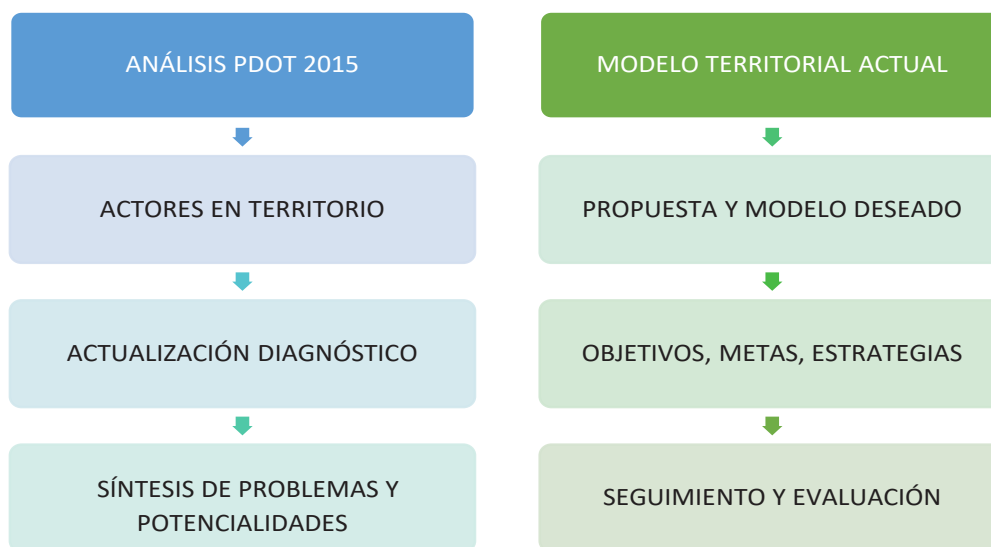 ANÁLISIS PDOT 2015
ACTORES EN TERRITORIO
ACTUALIZACIÓN DIAGNÓSTICO
SÍNTESIS DE PROBLEMAS Y
POTENCIALIDADES
MODELO TERRITORIAL ACTUAL
PROPUESTA Y MODELO DESEADO
OBJETIVOS, METAS, ESTRATEGIAS
SEGUIMIENTO Y EVALUACIÓN